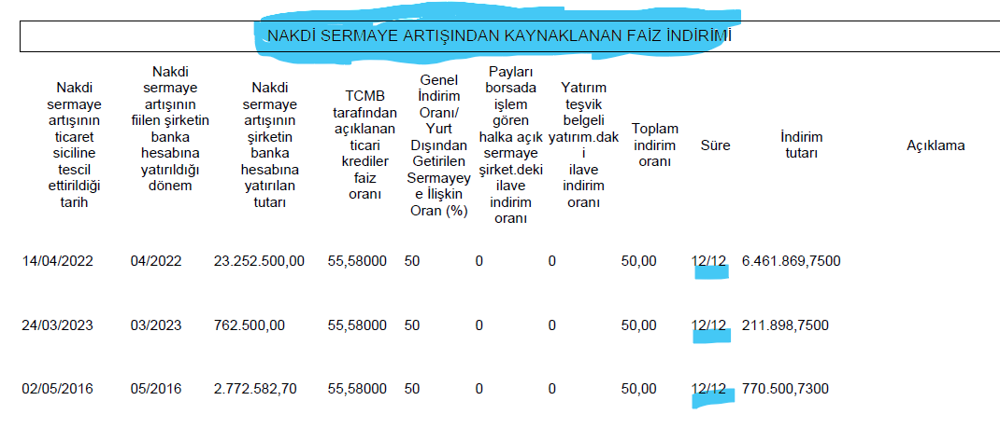 NAKDİ SERMAYE ARTIŞINDAN KAYNAKLANAN FAİZ İNDİRİMİ
Nakdi
sermaye
artışının
ticaret
siciline
tescil
ettirildiği
tarih
Nakdi
sermaye
artışının
fiilen şirketin
banka
hesabına
yatırıldığı
dönem
Nakdi
sermaye
artışının
şirketin
banka
hesabına
yatırılan
tutarı
TCMB
tarafından
açıklanan
ticari
krediler
faiz
oranı
Genel
İndirim
Oranı/
Yurt
Dışından
Getirilen
Sermayey
e İlişkin
Oran (%)
Payları
borsada
işlem
gören
halka açık
sermaye
şirket.deki
ilave
indirim
oranı
Yatırım
teşvik
belgeli
yatırım.dak
i
ilave
indirim
oranı
Toplam
indirim
oranı
Süre
İndirim
tutarı
Açıklama
14/04/2022 04/2022 23.252.500,00 55,58000 50 0 0 50,00 12/12 6.461.869,7500
24/03/2023 03/2023 762.500,00 55,58000 50 0 0 50,00 12/12 211.898,7500
02/05/2016 05/2016 2.772.582,70 55,58000 50 0 0 50,00 12/12 770.500,7300